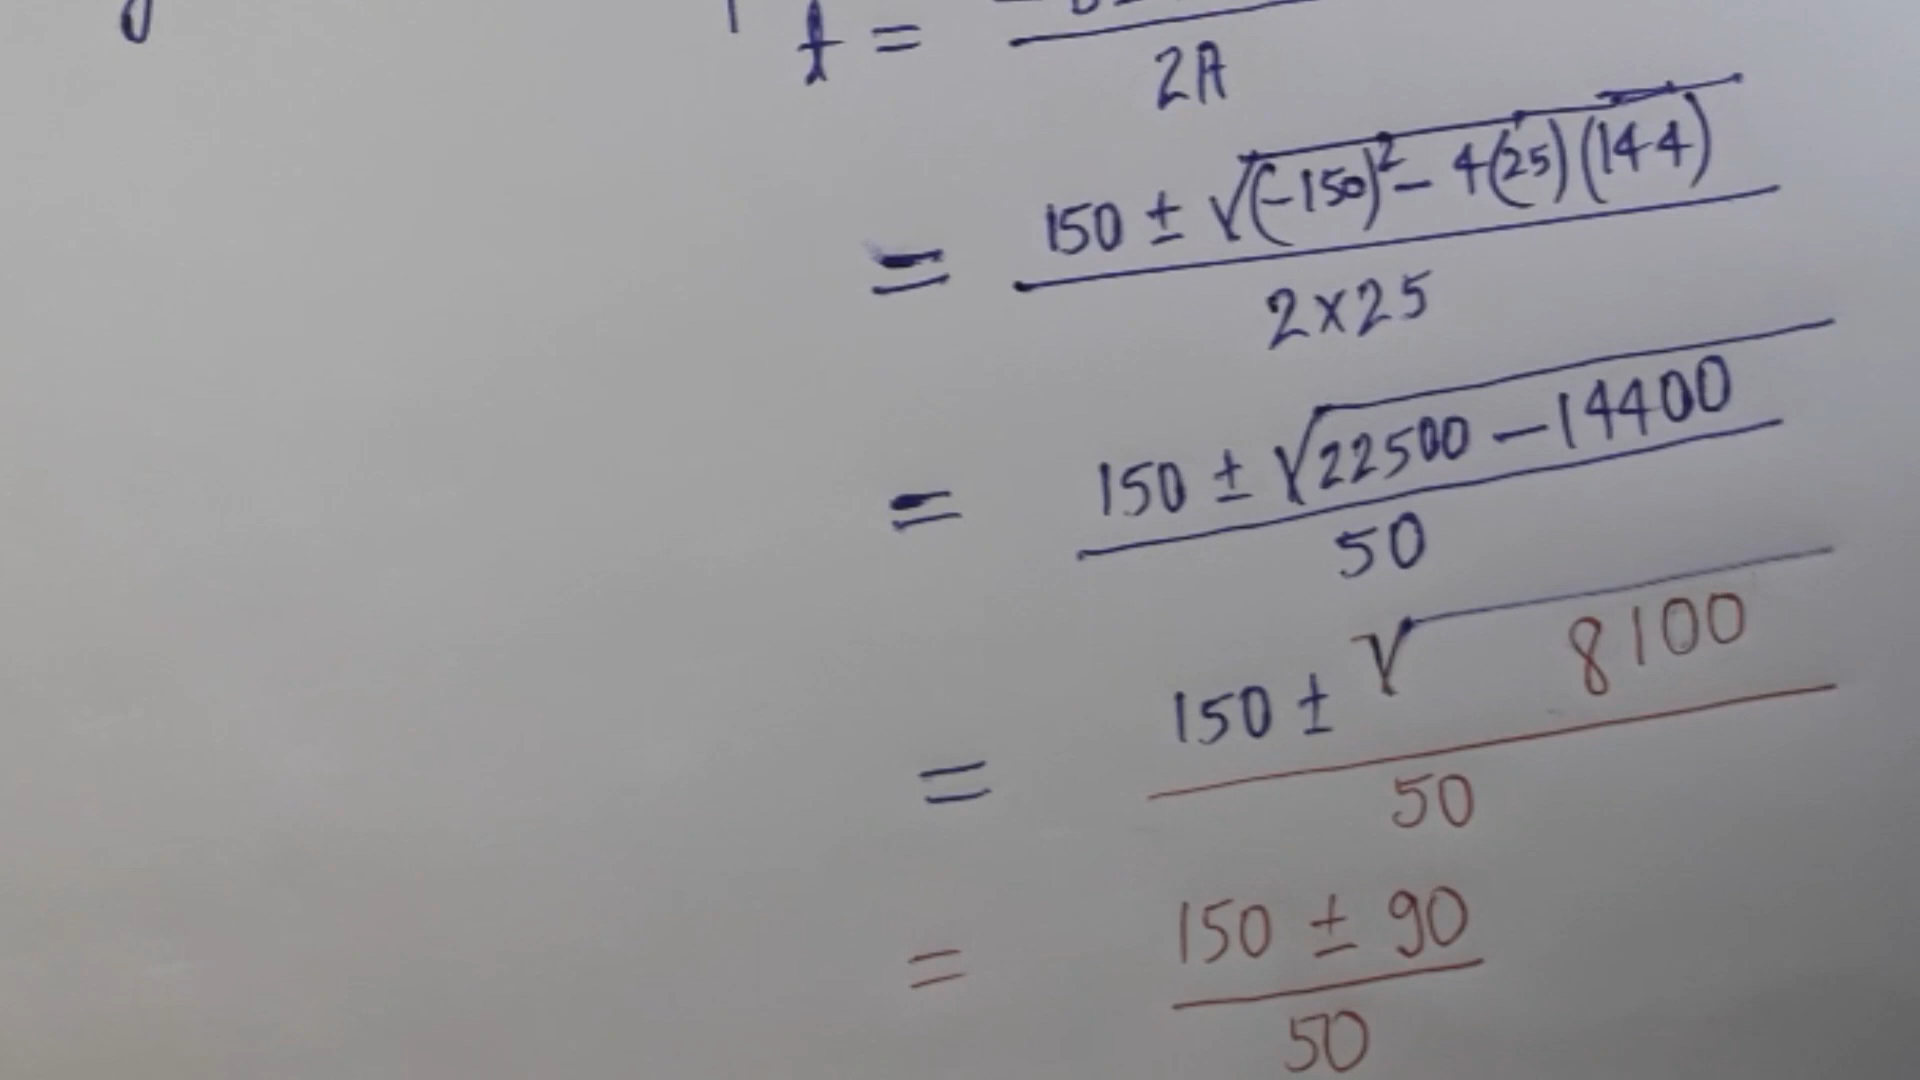 t = / 2A
= 150 ± √(-150)² - 4(25)(144) / 2×25
= 150 ± √22500 - 14400 / 50
= 150 ± √ 8100 / 50
= 150 ± 90 / 50